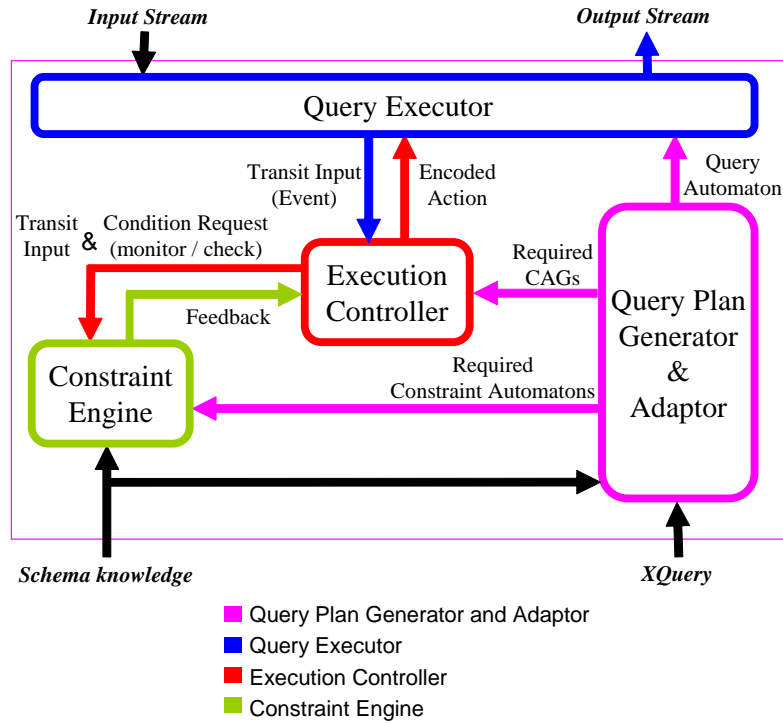 Input Stream
Output Stream
Query Executor
Transit Input
(Event)
Encoded
Action
Query
Automaton
Transit
Input
&
Condition Request
(monitor / check)
Execution
Controller
Required
CAGs
Query Plan
Generator
&
Adaptor
Feedback
Constraint
Engine
Required
Constraint Automatons
Schema knowledge
XQuery
Query Plan Generator and Adaptor
Query Executor
Execution Controller
Constraint Engine